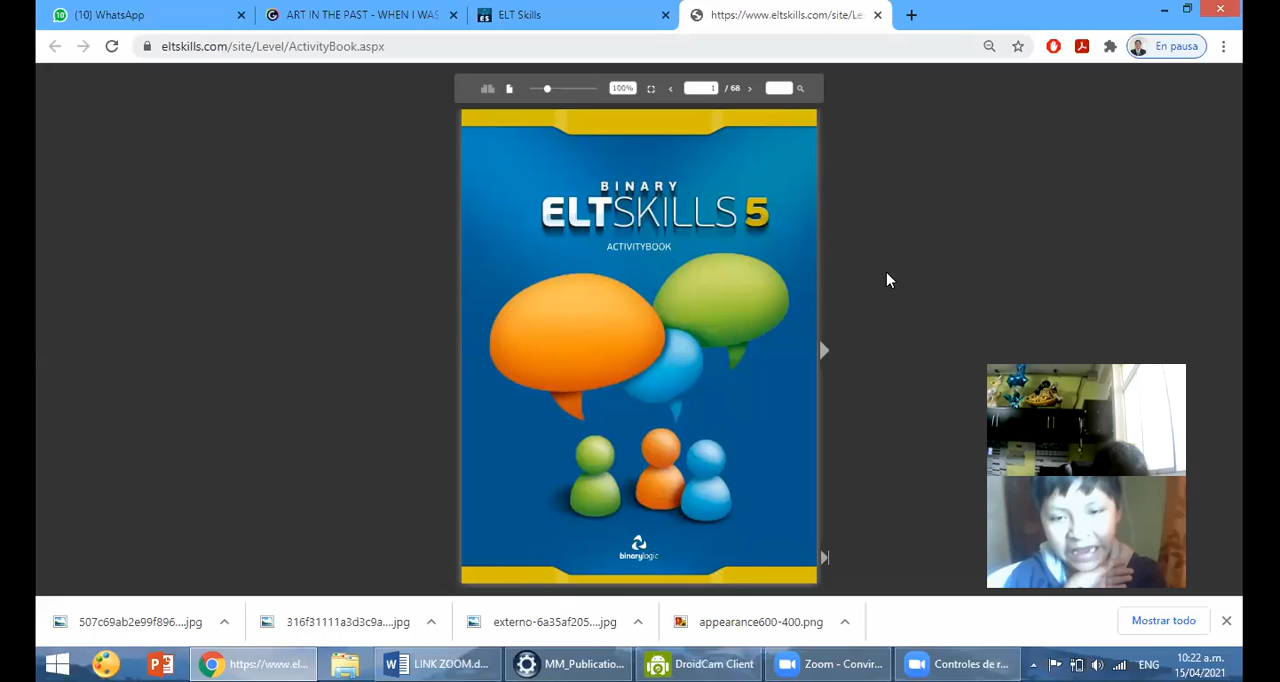 (10) WhatsApp
ART IN THE PAST - WHEN I WAS
ELT Skills
https://www.eltskills.com/site/Le
eltskills.com/site/Level/ActivityBook.aspx
En pausa
100%
1 / 68
BINARY
ELTSKILLS 5
ACTIVITYBOOK
binarylogic
507c69ab2e99f896....jpg
316f31111a3d3c9a....jpg
externo-6a35af205....jpg
appearance600-400.png
Mostrar todo
https://www.el...
LINK ZOOM.d...
MM_Publicatio...
DroidCam Client
Zoom - Convir...
Controles de r...
ENG
10:22 a.m.
15/04/2021